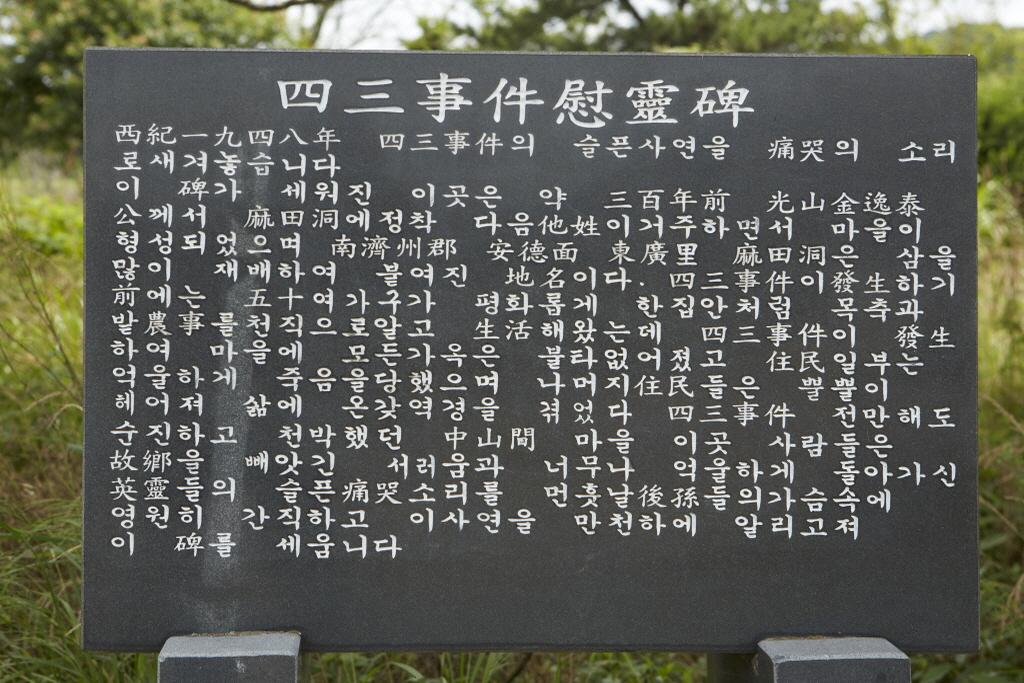 四三事件慰靈碑
西紀一九四八年 四三事件의 슬픈사연을 痛哭의 소리
로새겨놓습니다
이 碑가 세워진 이곳은 약 三百年前 光山金逸泰
公께서 麻田洞에 정착 다음他姓이거주하면서마을이
형성되었으며 南濟州郡 安德面 東廣里 麻田洞은 삼을
많이 재배하여 붙여진 地名이다. 四三事件이發生하기
前에는 五十여가구가 평화롭게 한집안처럼 목축과
발農事를 천직으로알고 生活해왔는데 四三事件이發生
하여 마을에모든가옥은 불타없어졌고 住民일부는
억울하게 죽음을당했으며 나머지住民들은 뿔뿔이
헤어져 삶에 온갖역경을 겪었다 四三事件 전만해도
순진하고 천박했던 中山間 마을 이곳 사람들은
故鄕을 빼앗긴 서러움과 너무나 억울하게돌아가신
英靈들의 슬픈痛哭소리를 먼훗날 後孫들의가슴속에
영원히 간직하고 이사연을 만천하에 알리고져
이 碑를 세움니다